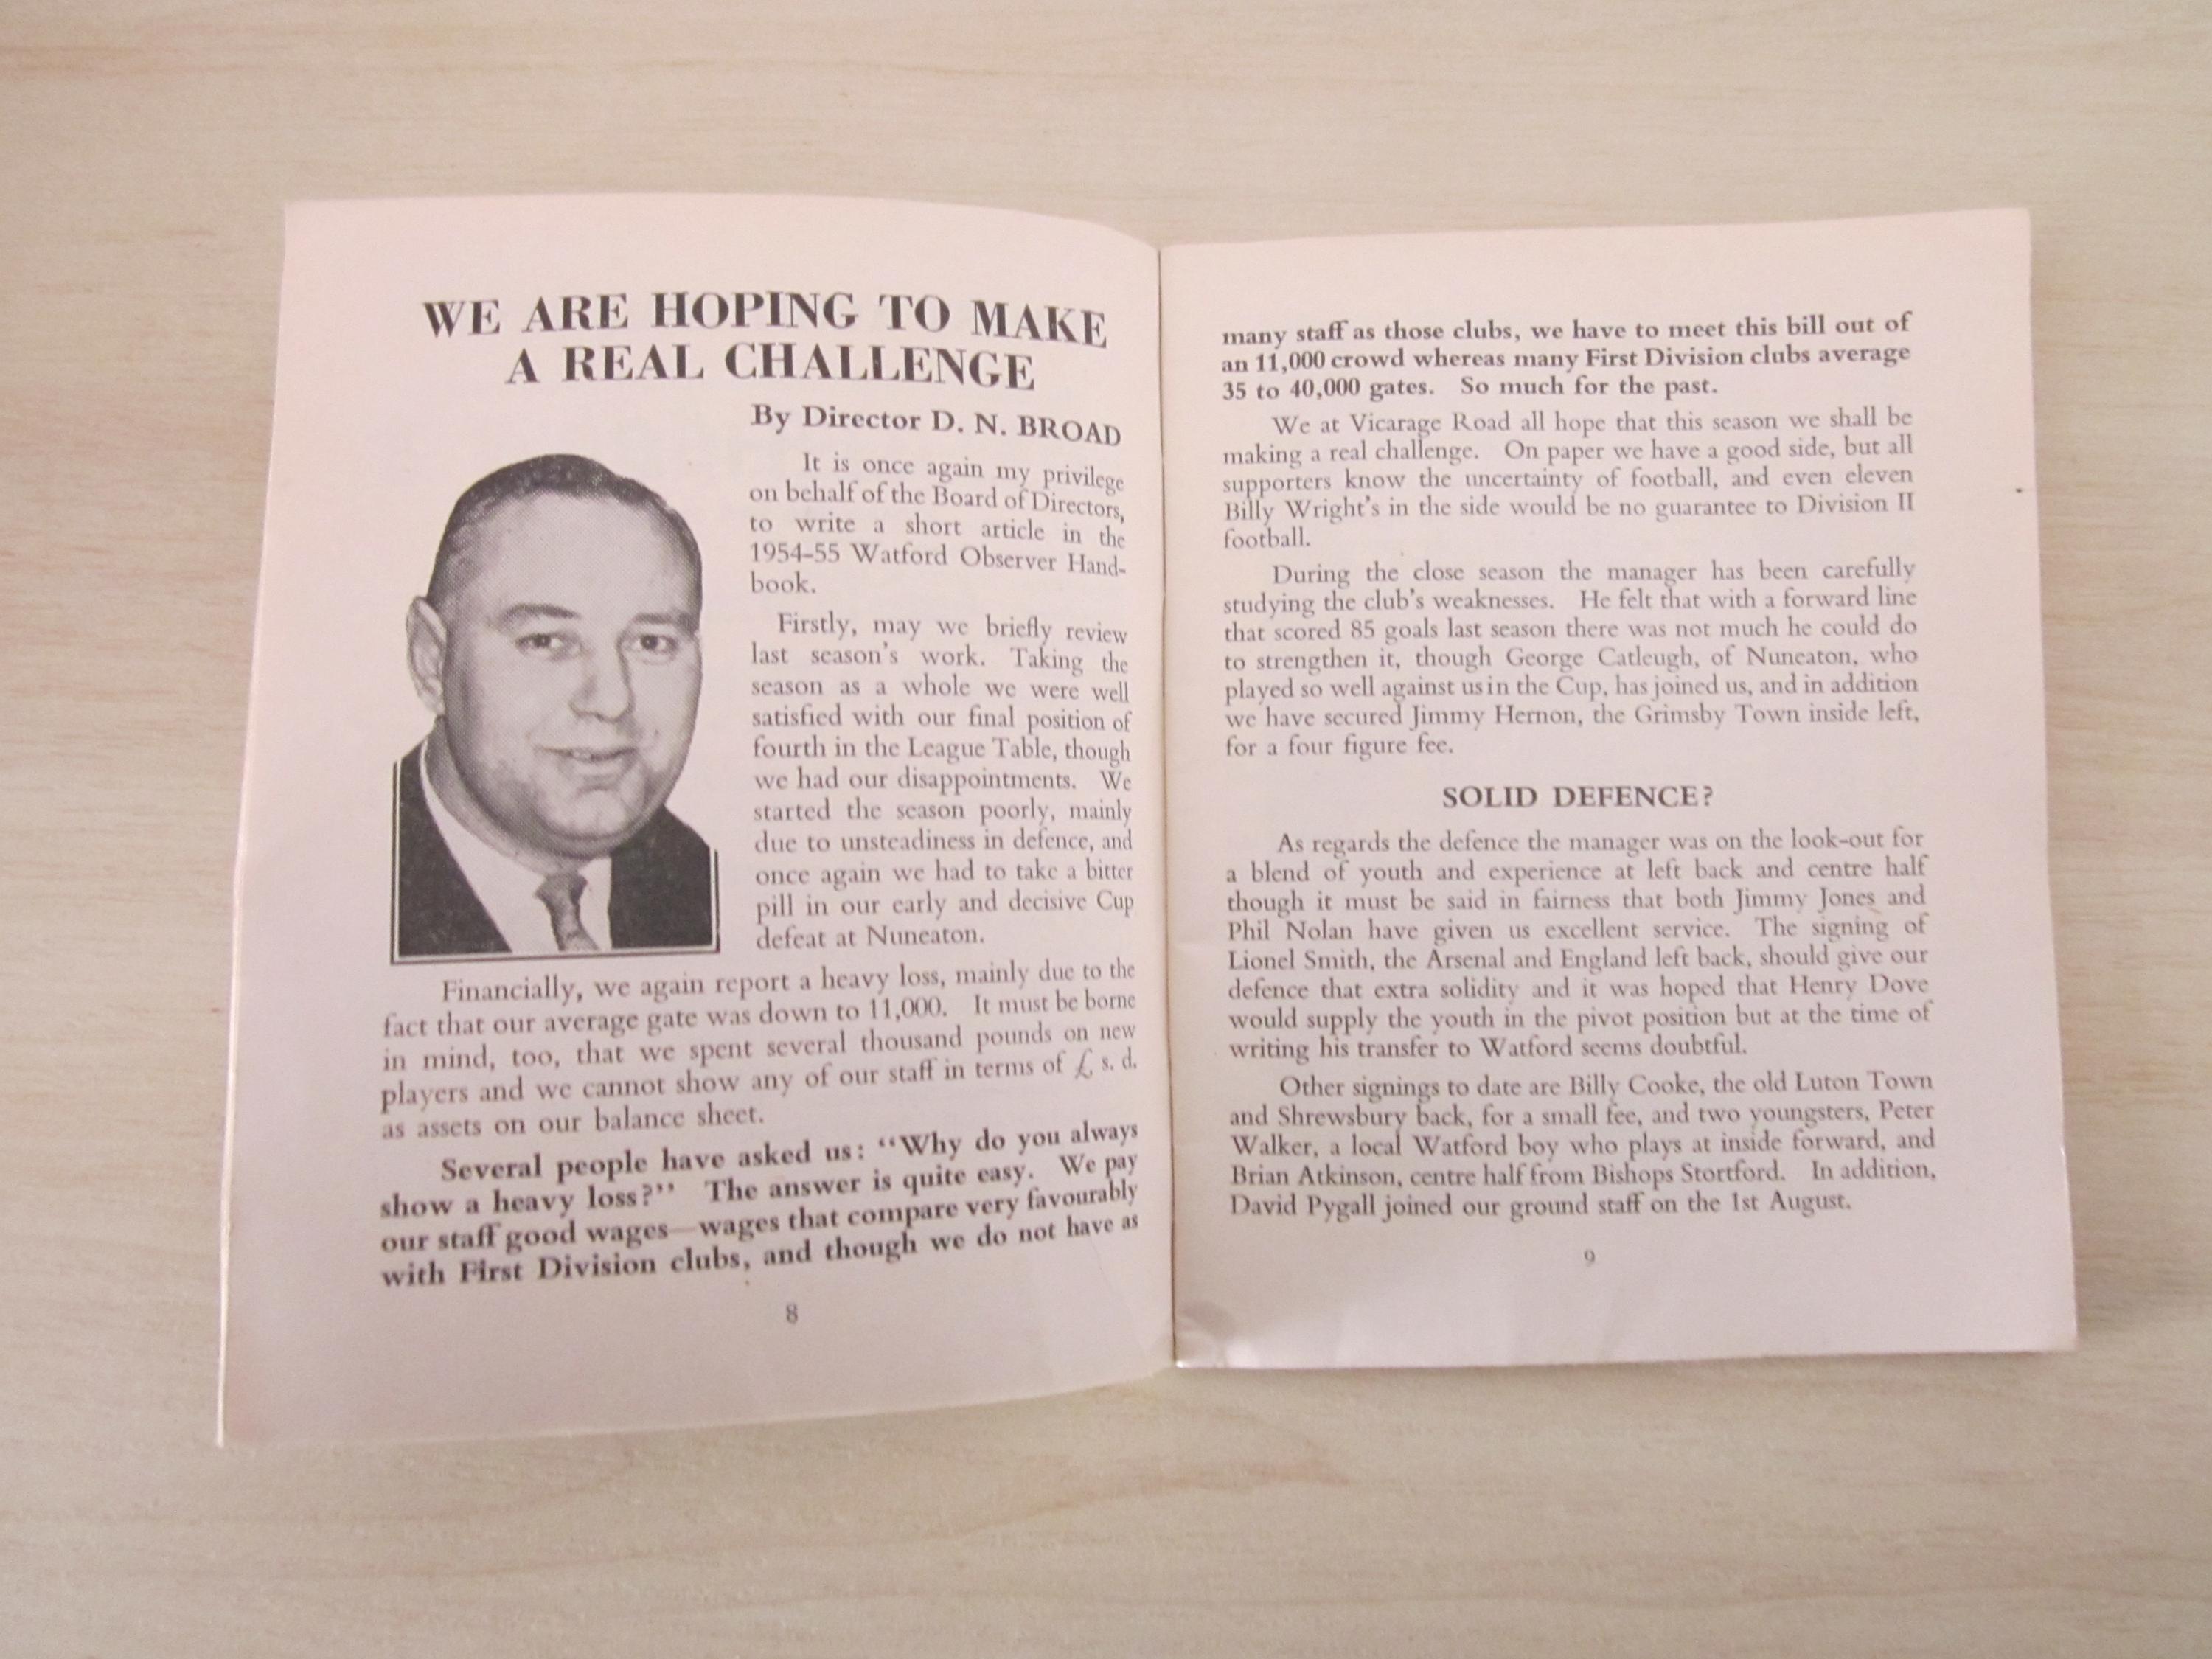 WE ARE HOPING TO MAKE
A REAL CHALLENGE
By Director D. N. BROAD
It is once again my privilege
on behalf of the Board of Directors,
to write a short article in the
1954-55 Watford Observer Hand-
book.
Firstly, may we briefly review
last season's work. Taking the
season as a whole we were well
satisfied with our final position of
fourth in the League Table, though
we had our disappointments. We
started the season poorly, mainly
due to unsteadiness in defence, and
once again we had to take a bitter
pill in our early and decisive Cup
defeat at Nuneaton.
Financially, we again report a heavy loss, mainly due to the
fact that our average gate was down to 11,000. It must be borne
in mind, too, that we spent several thousand pounds on new
players and we cannot show any of our staff in terms of £ s. d.
as assets on our balance sheet.
Several people have asked us: "Why do you always
show a heavy loss?" The answer is quite easy. We pay
our staff good wages—wages that compare very favourably
with First Division clubs, and though we do not have as
8
many staff as those clubs, we have to meet this bill out of
an 11,000 crowd whereas many First Division clubs average
35 to 40,000 gates. So much for the past.
We at Vicarage Road all hope that this season we shall be
making a real challenge. On paper we have a good side, but all
supporters know the uncertainty of football, and even eleven
Billy Wright's in the side would be no guarantee to Division II
football.
During the close season the manager has been carefully
studying the club's weaknesses. He felt that with a forward line
that scored 85 goals last season there was not much he could do
to strengthen it, though George Catleugh, of Nuneaton, who
played so well against us in the Cup, has joined us, and in addition
we have secured Jimmy Hernon, the Grimsby Town inside left,
for a four figure fee.
SOLID DEFENCE?
As regards the defence the manager was on the look-out for
a blend of youth and experience at left back and centre half
though it must be said in fairness that both Jimmy Jones and
Phil Nolan have given us excellent service. The signing of
Lionel Smith, the Arsenal and England left back, should give our
defence that extra solidity and it was hoped that Henry Dove
would supply the youth in the pivot position but at the time of
writing his transfer to Watford seems doubtful.
Other signings to date are Billy Cooke, the old Luton Town
and Shrewsbury back, for a small fee, and two youngsters, Peter
Walker, a local Watford boy who plays at inside forward, and
Brian Atkinson, centre half from Bishops Stortford. In addition,
David Pygall joined our ground staff on the 1st August.
9